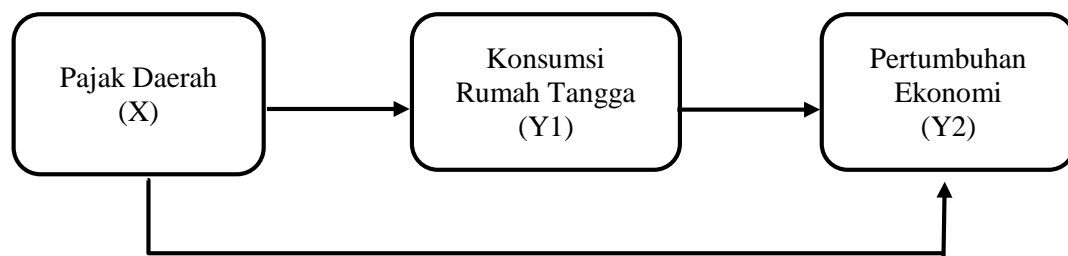 Pajak Daerah
(X)
Konsumsi
Rumah Tangga
(Y1)
Pertumbuhan
Ekonomi
(Y2)